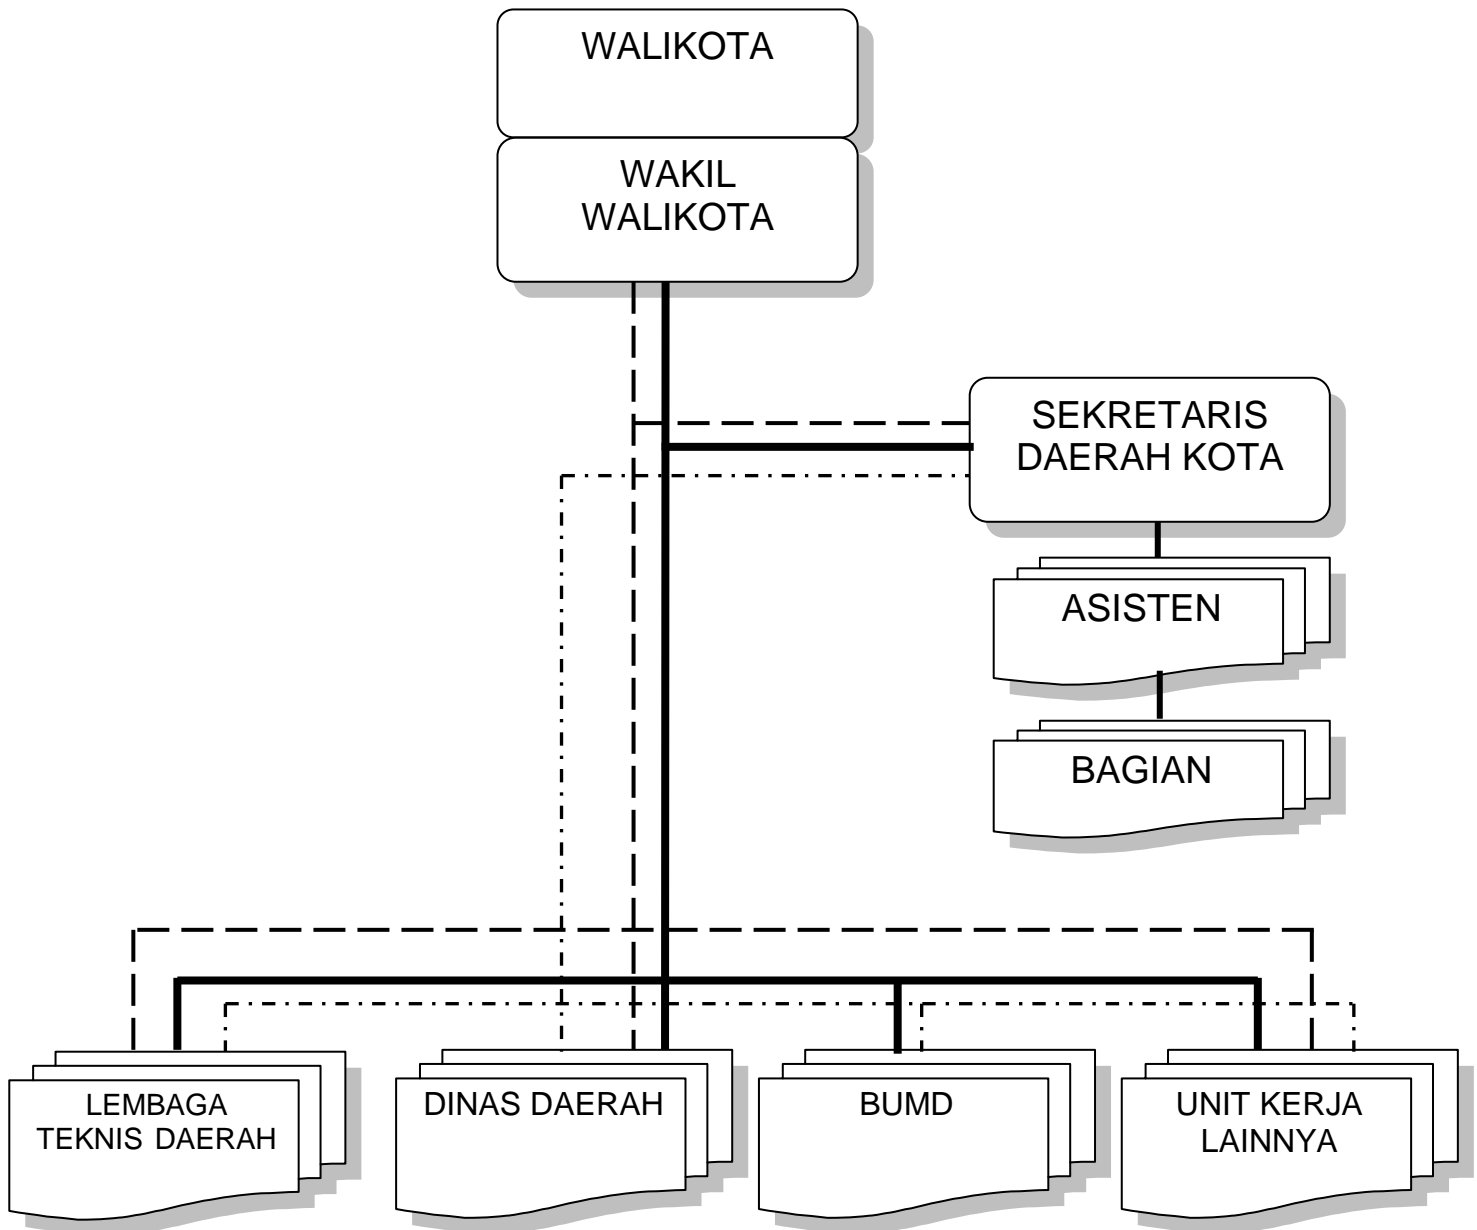 WALIKOTA
WAKIL
WALIKOTA
SEKRETARIS
DAERAH KOTA
ASISTEN
BAGIAN
LEMBAGA
TEKNIS DAERAH
DINAS DAERAH
BUMD
UNIT KERJA
LAINNYA